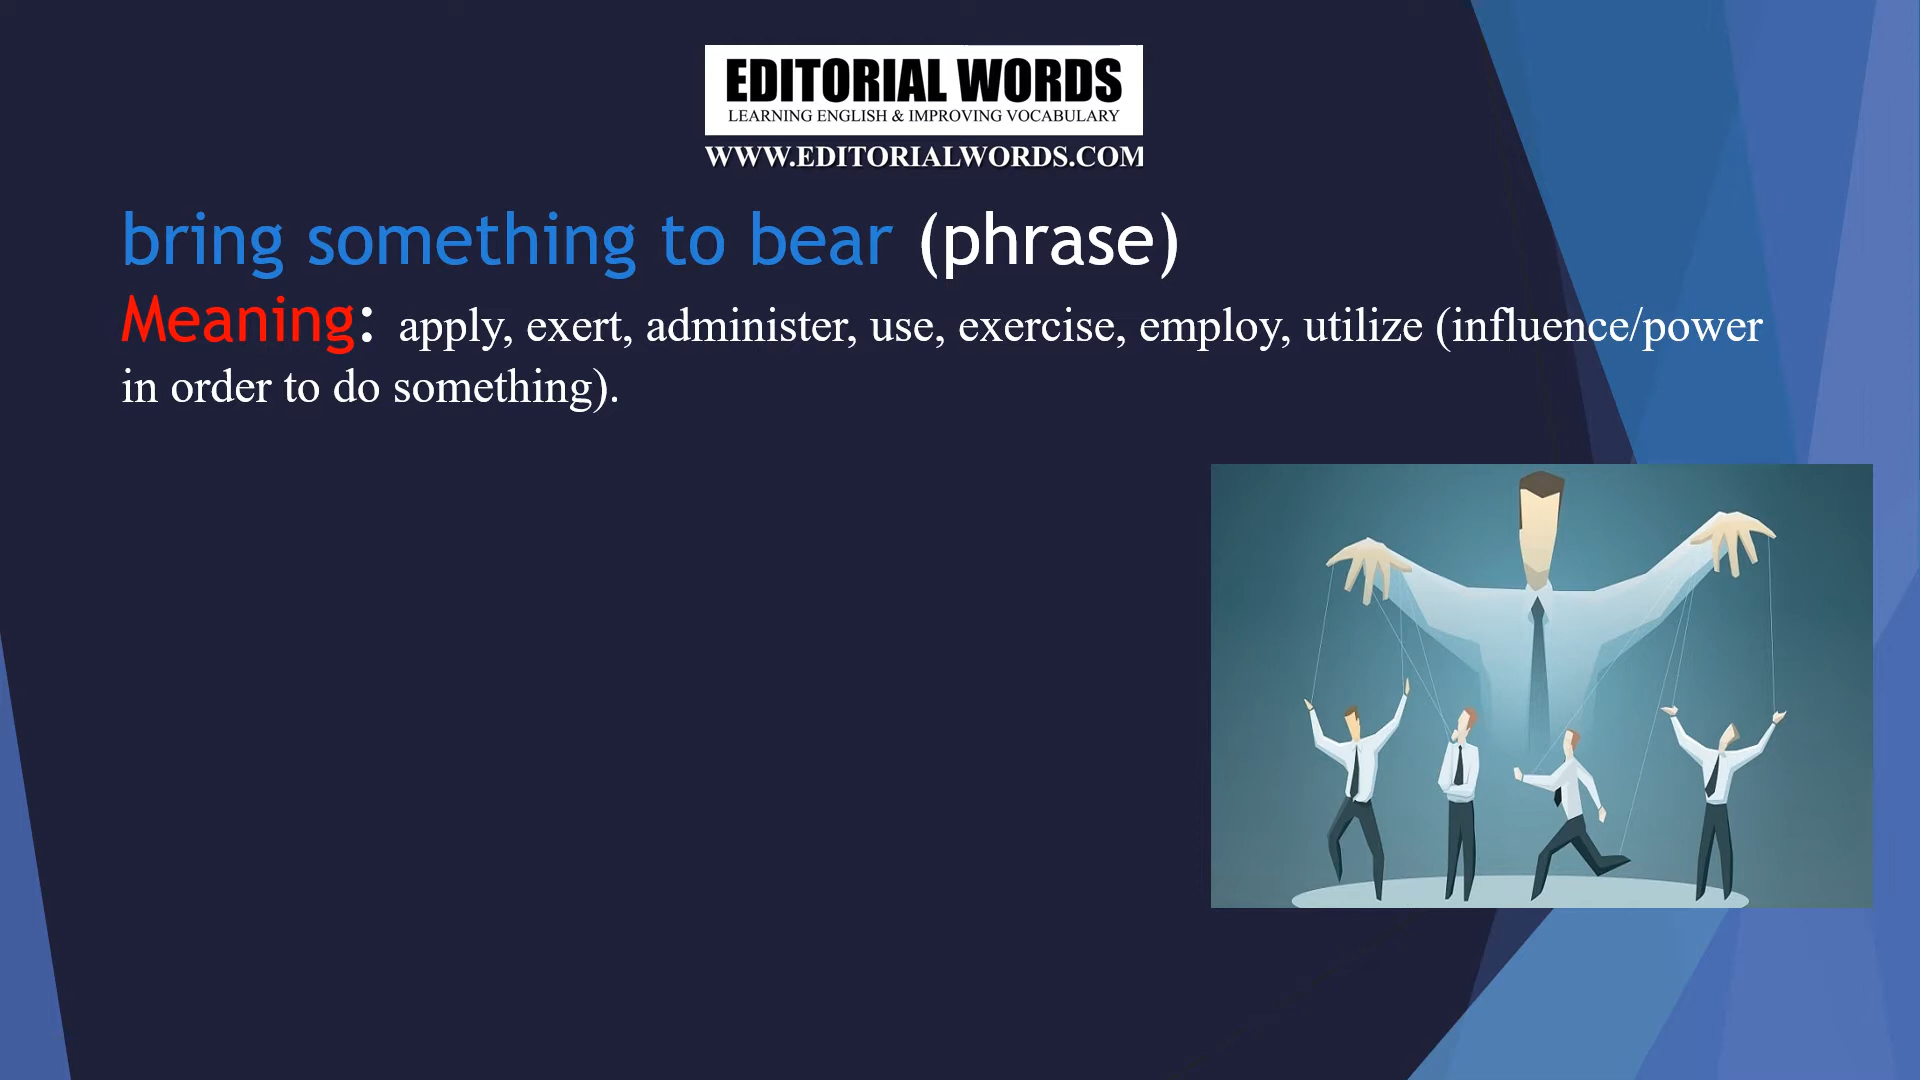 EDITORIAL WORDS
LEARNING ENGLISH & IMPROVING VOCABULARY
WWW.EDITORIALWORDS.COM
bring something to bear (phrase)
Meaning: apply, exert, administer, use, exercise, employ, utilize (influence/power
in order to do something).